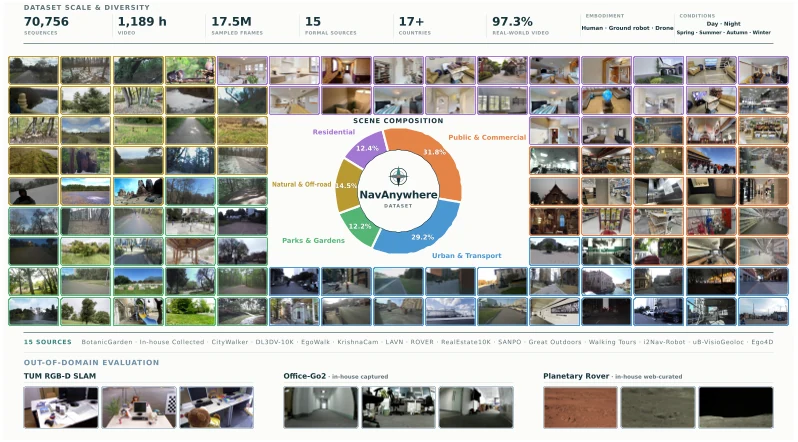 DATASET SCALE & DIVERSITY
70,756
SEQUENCES
1,189 h
VIDEO
17.5M
SAMPLED FRAMES
15
FORMAL SOURCES
17+
COUNTRIES
97.3%
REAL-WORLD VIDEO
EMBODIMENT
Human · Ground robot · Drone
CONDITIONS
Day · Night
Spring · Summer · Autumn · Winter
SCENE COMPOSITION
Residential
Public & Commercial
12.4%
31.8%
Natural & Off-road
14.5%
NavAnywhere
DATASET
12.2%
29.2%
Parks & Gardens
Urban & Transport
15 SOURCES BotanicGarden · In-house Collected · CityWalker · DL3DV-10K · EgoWalk · KrishnaCam · LAVN · ROVER · RealEstate10K · SANPO · Great Outdoors · Walking Tours · i2Nav-Robot · uB-VisioGeoloc · Ego4D
OUT-OF-DOMAIN EVALUATION
TUM RGB-D SLAM
Office-Go2 · in-house captured
Planetary Rover · in-house web-curated